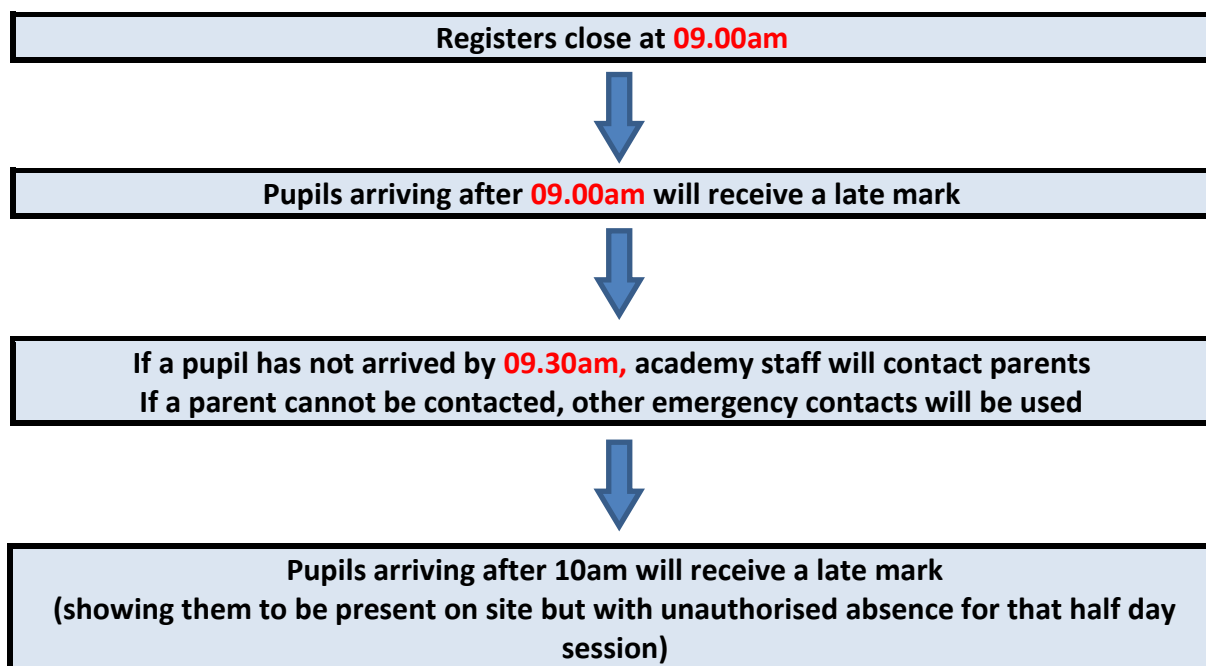 Registers close at 09.00am
Pupils arriving after 09.00am will receive a late mark
If a pupil has not arrived by 09.30am, academy staff will contact parents
If a parent cannot be contacted, other emergency contacts will be used
Pupils arriving after 10am will receive a late mark
(showing them to be present on site but with unauthorised absence for that half day
session)